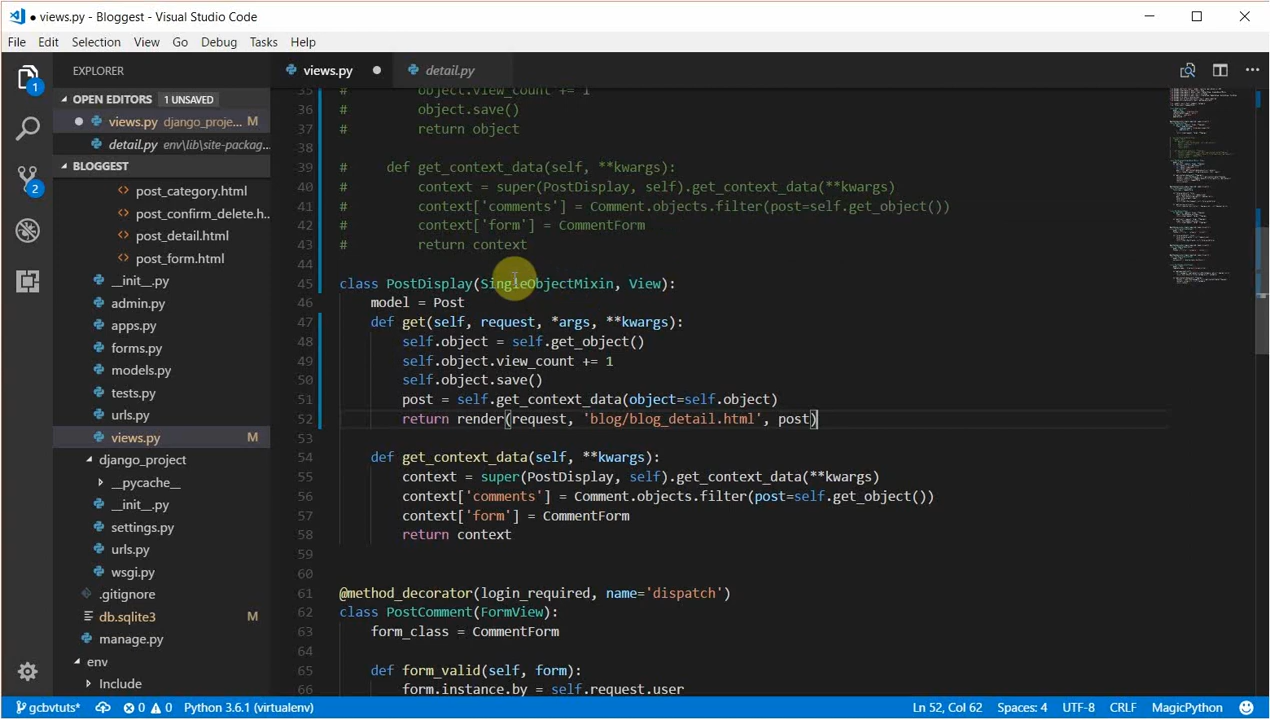 views.py - Bloggest - Visual Studio Code
File Edit Selection View Go Debug Tasks Help
EXPLORER
OPEN EDITORS 1 UNSAVED
views.py django_proje... M
detail.py env\lib\site-packag...
BLOGGEST
post_category.html
post_confirm_delete.h...
post_detail.html
post_form.html
__init__.py
admin.py
apps.py
forms.py
models.py
tests.py
urls.py
views.py M
django_project
__pycache__
__init__.py
settings.py
urls.py
wsgi.py
.gitignore
db.sqlite3 M
manage.py
env
Include
1
2
views.py detail.py
35 # object.view_count += 1
36 # object.save()
37 # return object
38
39 # def get_context_data(self, **kwargs):
40 # context = super(PostDisplay, self).get_context_data(**kwargs)
41 # context['comments'] = Comment.objects.filter(post=self.get_object())
42 # context['form'] = CommentForm
43 # return context
44
45 class PostDisplay(SingleObjectMixin, View):
46 model = Post
47 def get(self, request, *args, **kwargs):
48 self.object = self.get_object()
49 self.object.view_count += 1
50 self.object.save()
51 post = self.get_context_data(object=self.object)
52 return render(request, 'blog/blog_detail.html', post)
53
54 def get_context_data(self, **kwargs):
55 context = super(PostDisplay, self).get_context_data(**kwargs)
56 context['comments'] = Comment.objects.filter(post=self.get_object())
57 context['form'] = CommentForm
58 return context
59
60
61 @method_decorator(login_required, name='dispatch')
62 class PostComment(FormView):
63 form_class = CommentForm
64
65 def form_valid(self, form):
66 form.instance.by = self.request.user
gcbvtuts* 0 0 Python 3.6.1 (virtualenv) Ln 52, Col 62 Spaces: 4 UTF-8 CRLF MagicPython